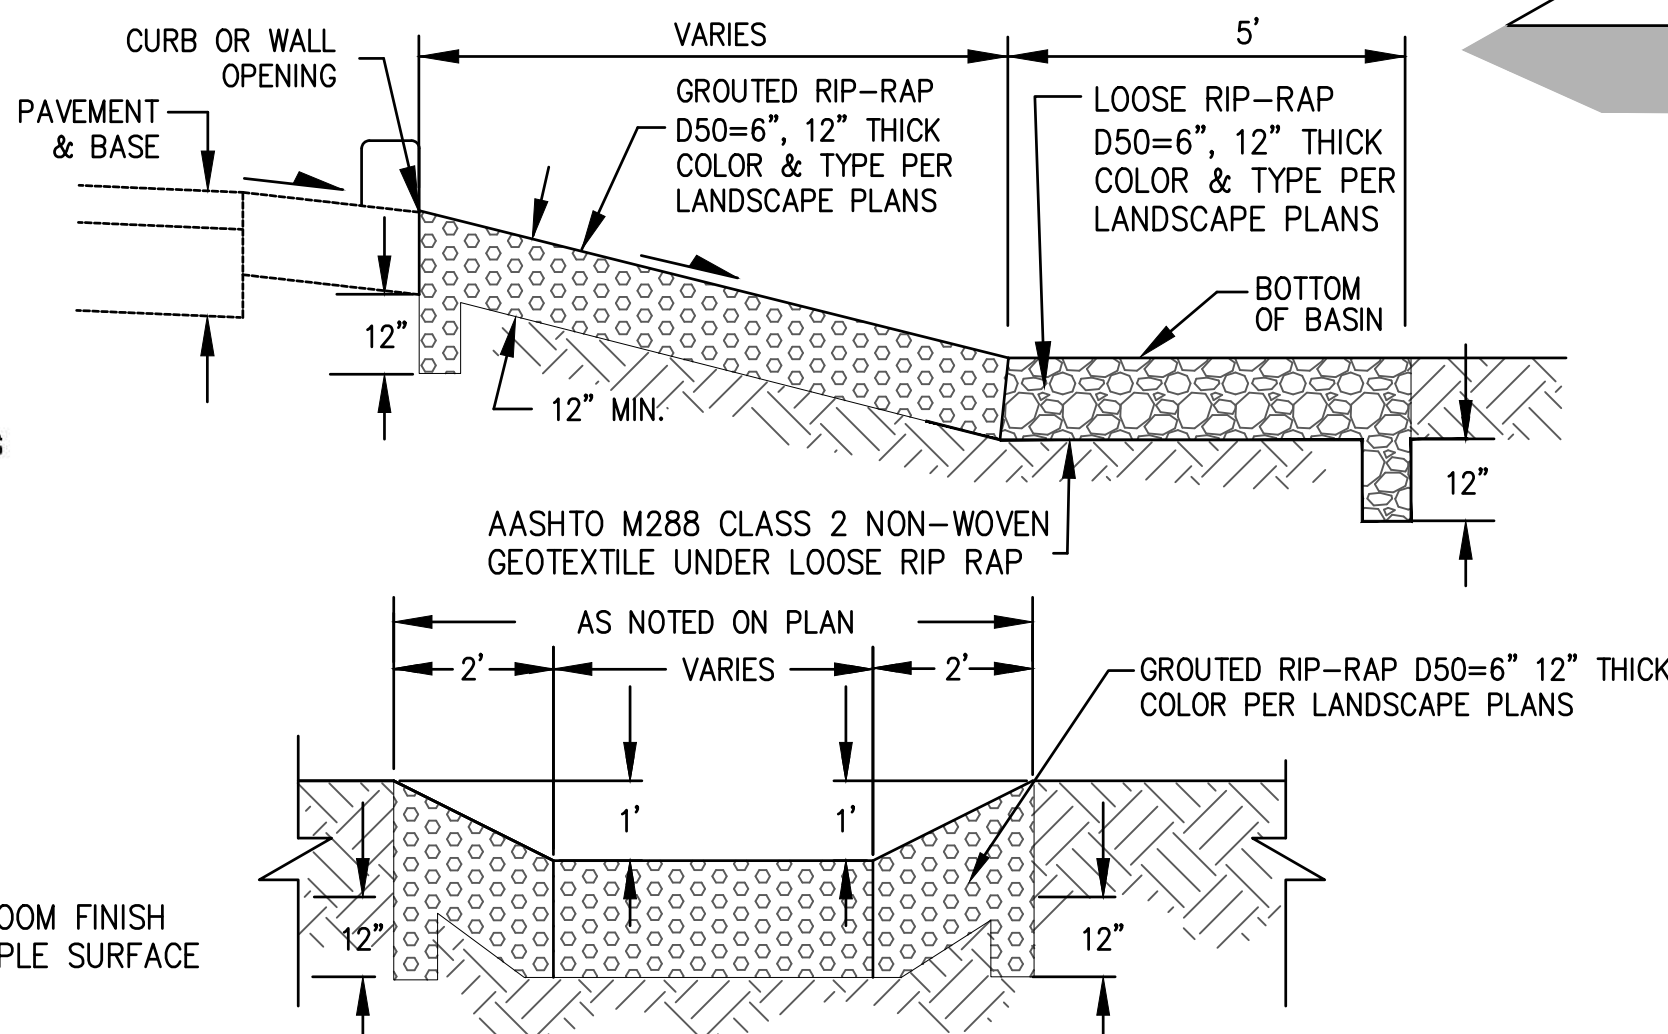 CURB OR WALL
OPENING
PAVEMENT
& BASE
VARIES
5'
GROUTED RIP-RAP
D50=6", 12" THICK
COLOR & TYPE PER
LANDSCAPE PLANS
LOOSE RIP-RAP
D50=6", 12" THICK
COLOR & TYPE PER
LANDSCAPE PLANS
BOTTOM
OF BASIN
12"
12" MIN.
12"
AASHTO M288 CLASS 2 NON-WOVEN
GEOTEXTILE UNDER LOOSE RIP RAP
AS NOTED ON PLAN
2'
VARIES
2'
GROUTED RIP-RAP D50=6" 12" THICK
COLOR PER LANDSCAPE PLANS
1'
1'
12"
12"
OOM FINISH
PLE SURFACE